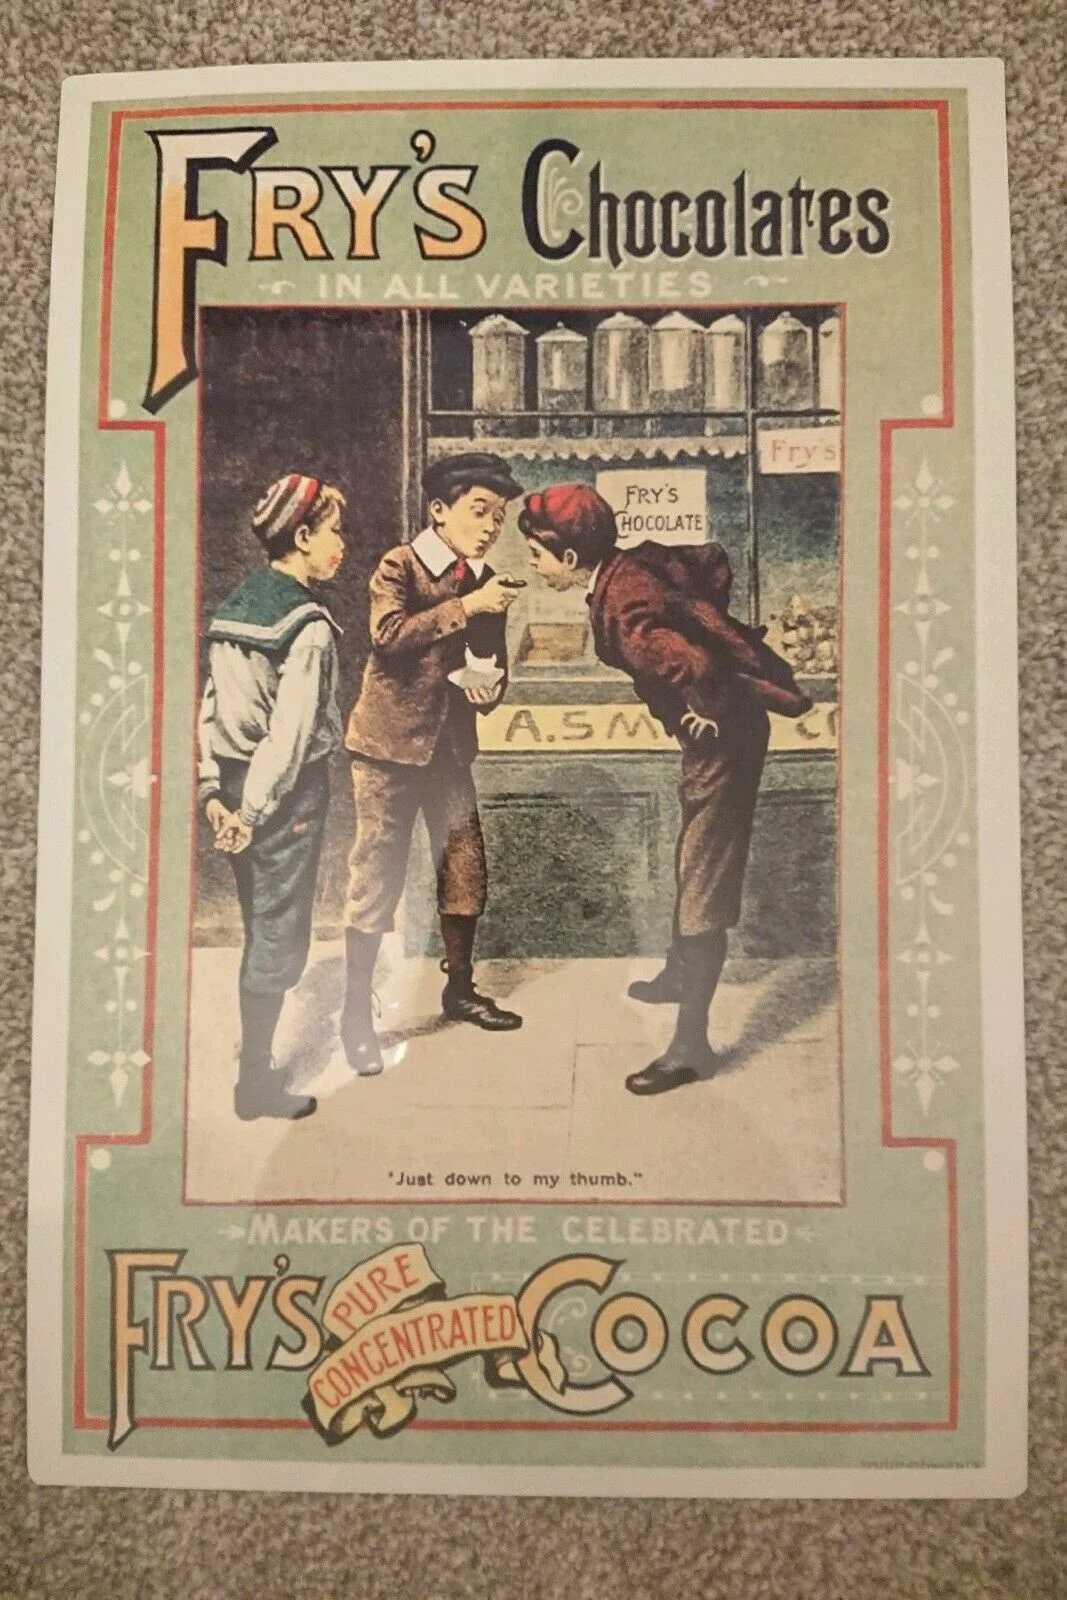 FRY'S Chocolates
IN ALL VARIETIES
Fry's
FRY'S
CHOCOLATE
A.SM
"Just down to my thumb."
MAKERS OF THE CELEBRATED
FRY'S PURE CONCENTRATED COCOA